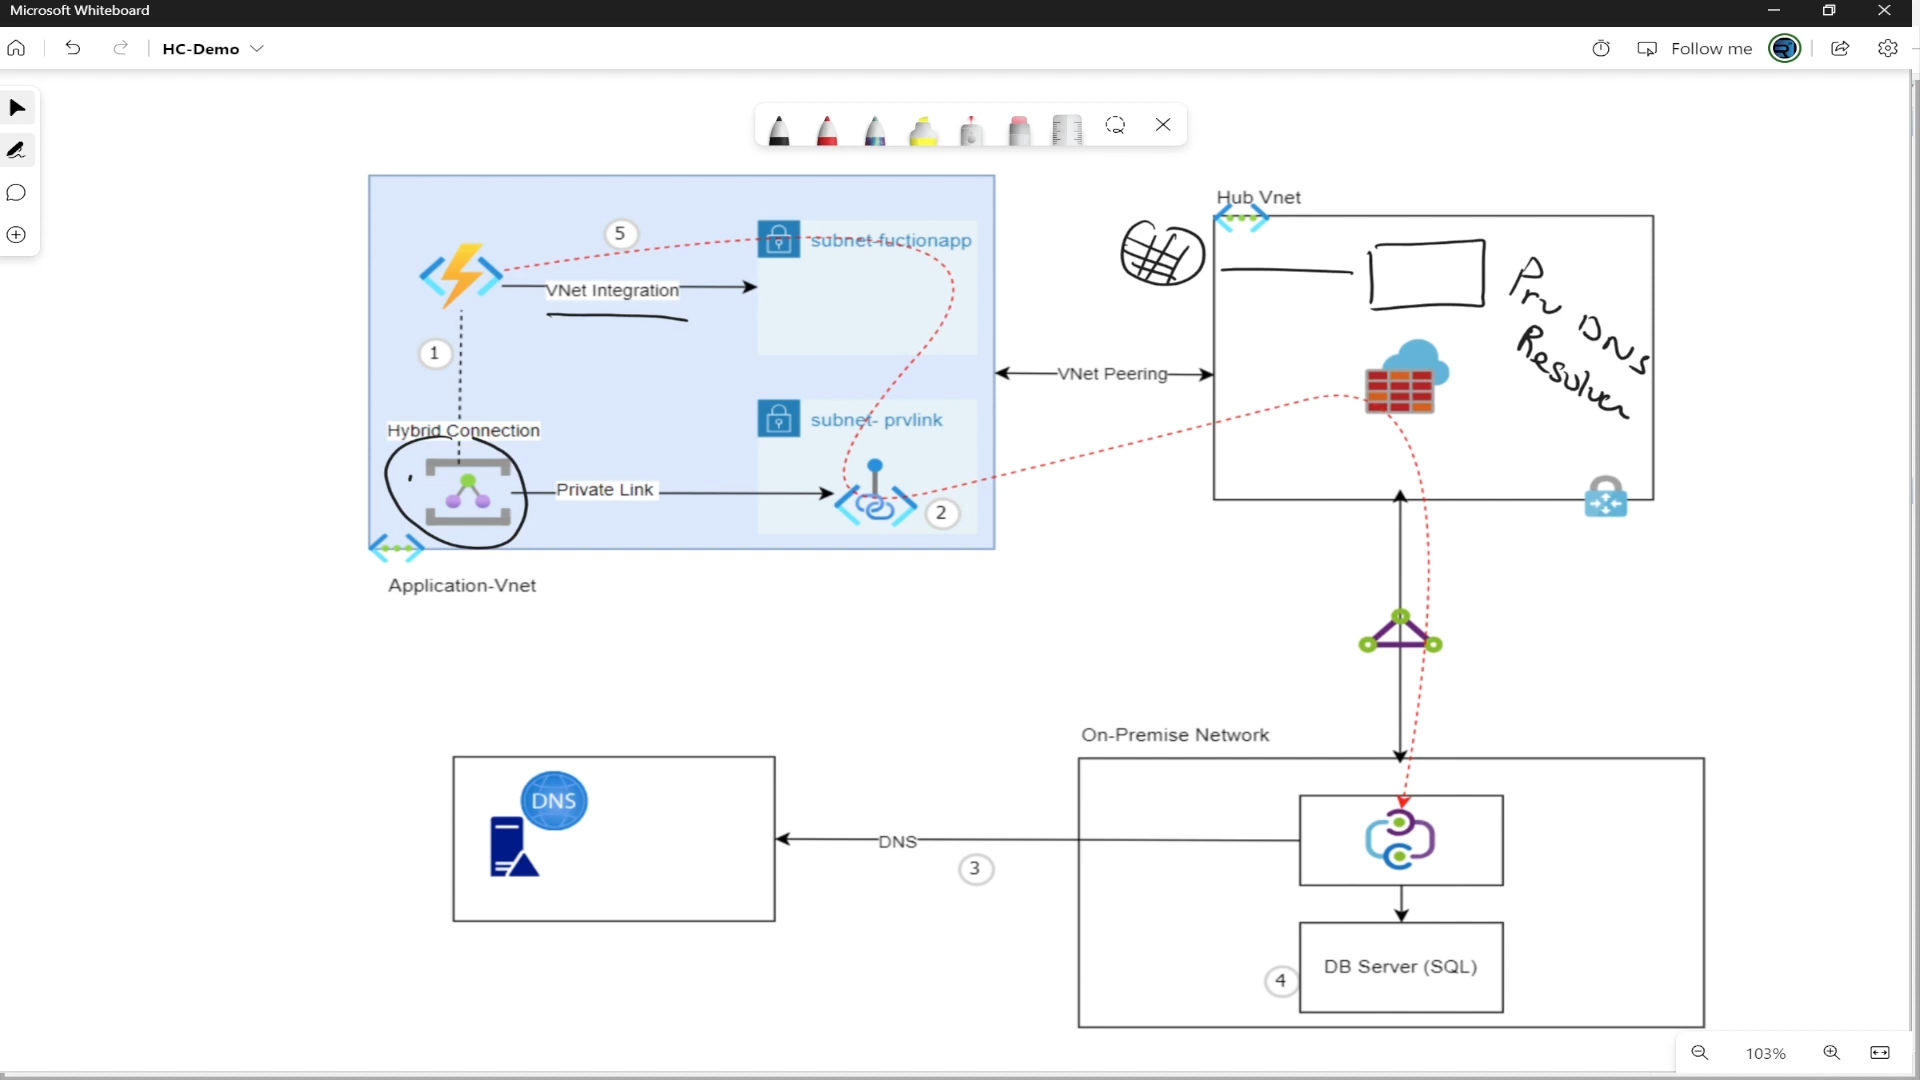 Microsoft Whiteboard
HC-Demo
Follow me
Hub Vnet
5
subnet-fuctionapp
VNet Integration
Prv DNS
Resolver
1
VNet Peering
subnet- prvlink
Hybrid Connection
Private Link
2
Application-Vnet
On-Premise Network
DNS
DNS
3
DB Server (SQL)
4
103%